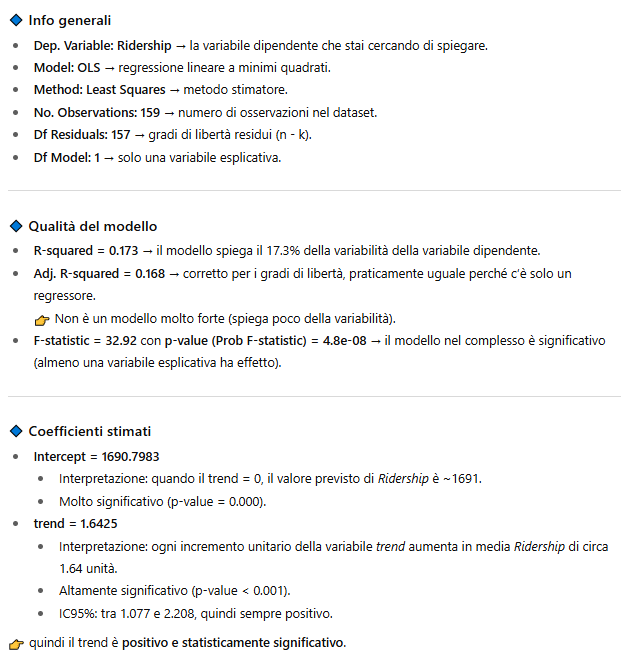 Info generali
Dep. Variable: Ridership → la variabile dipendente che stai cercando di spiegare.
Model: OLS → regressione lineare a minimi quadrati.
Method: Least Squares → metodo stimatore.
No. Observations: 159 → numero di osservazioni nel dataset.
Df Residuals: 157 → gradi di libertà residui (n - k).
Df Model: 1 → solo una variabile esplicativa.
Qualità del modello
R-squared = 0.173 → il modello spiega il 17.3% della variabilità della variabile dipendente.
Adj. R-squared = 0.168 → corretto per i gradi di libertà, praticamente uguale perché c'è solo un
regressore.
👉 Non è un modello molto forte (spiega poco della variabilità).
F-statistic = 32.92 con p-value (Prob F-statistic) = 4.8e-08 → il modello nel complesso è significativo
(almeno una variabile esplicativa ha effetto).
Coefficienti stimati
Intercept = 1690.7983
Interpretazione: quando il trend = 0, il valore previsto di Ridership è ~1691.
Molto significativo (p-value = 0.000).
trend = 1.6425
Interpretazione: ogni incremento unitario della variabile trend aumenta in media Ridership di circa
1.64 unità.
Altamente significativo (p-value < 0.001).
IC95%: tra 1.077 e 2.208, quindi sempre positivo.
👉 quindi il trend è positivo e statisticamente significativo.